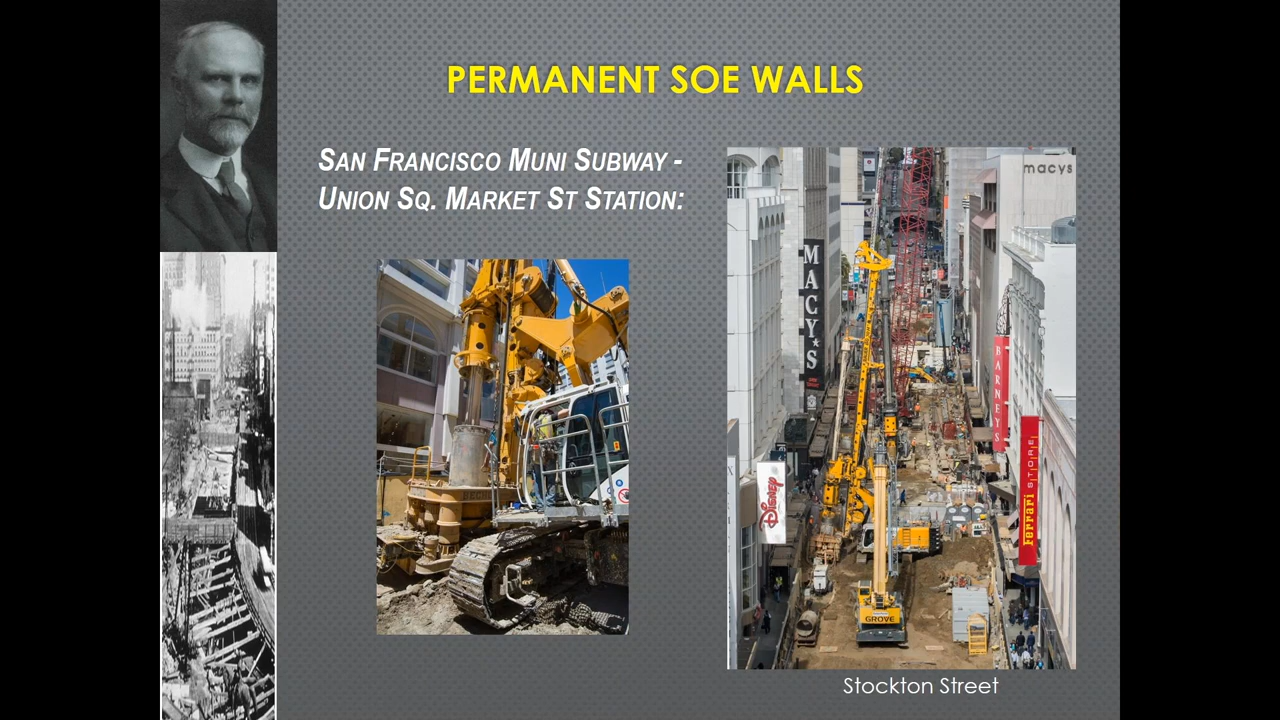 PERMANENT SOE WALLS
SAN FRANCISCO MUNI SUBWAY -
UNION SQ. MARKET ST STATION:
macys
MACY★S
BARNEYS
Ferrari STORE
Disney
GROVE
Stockton Street